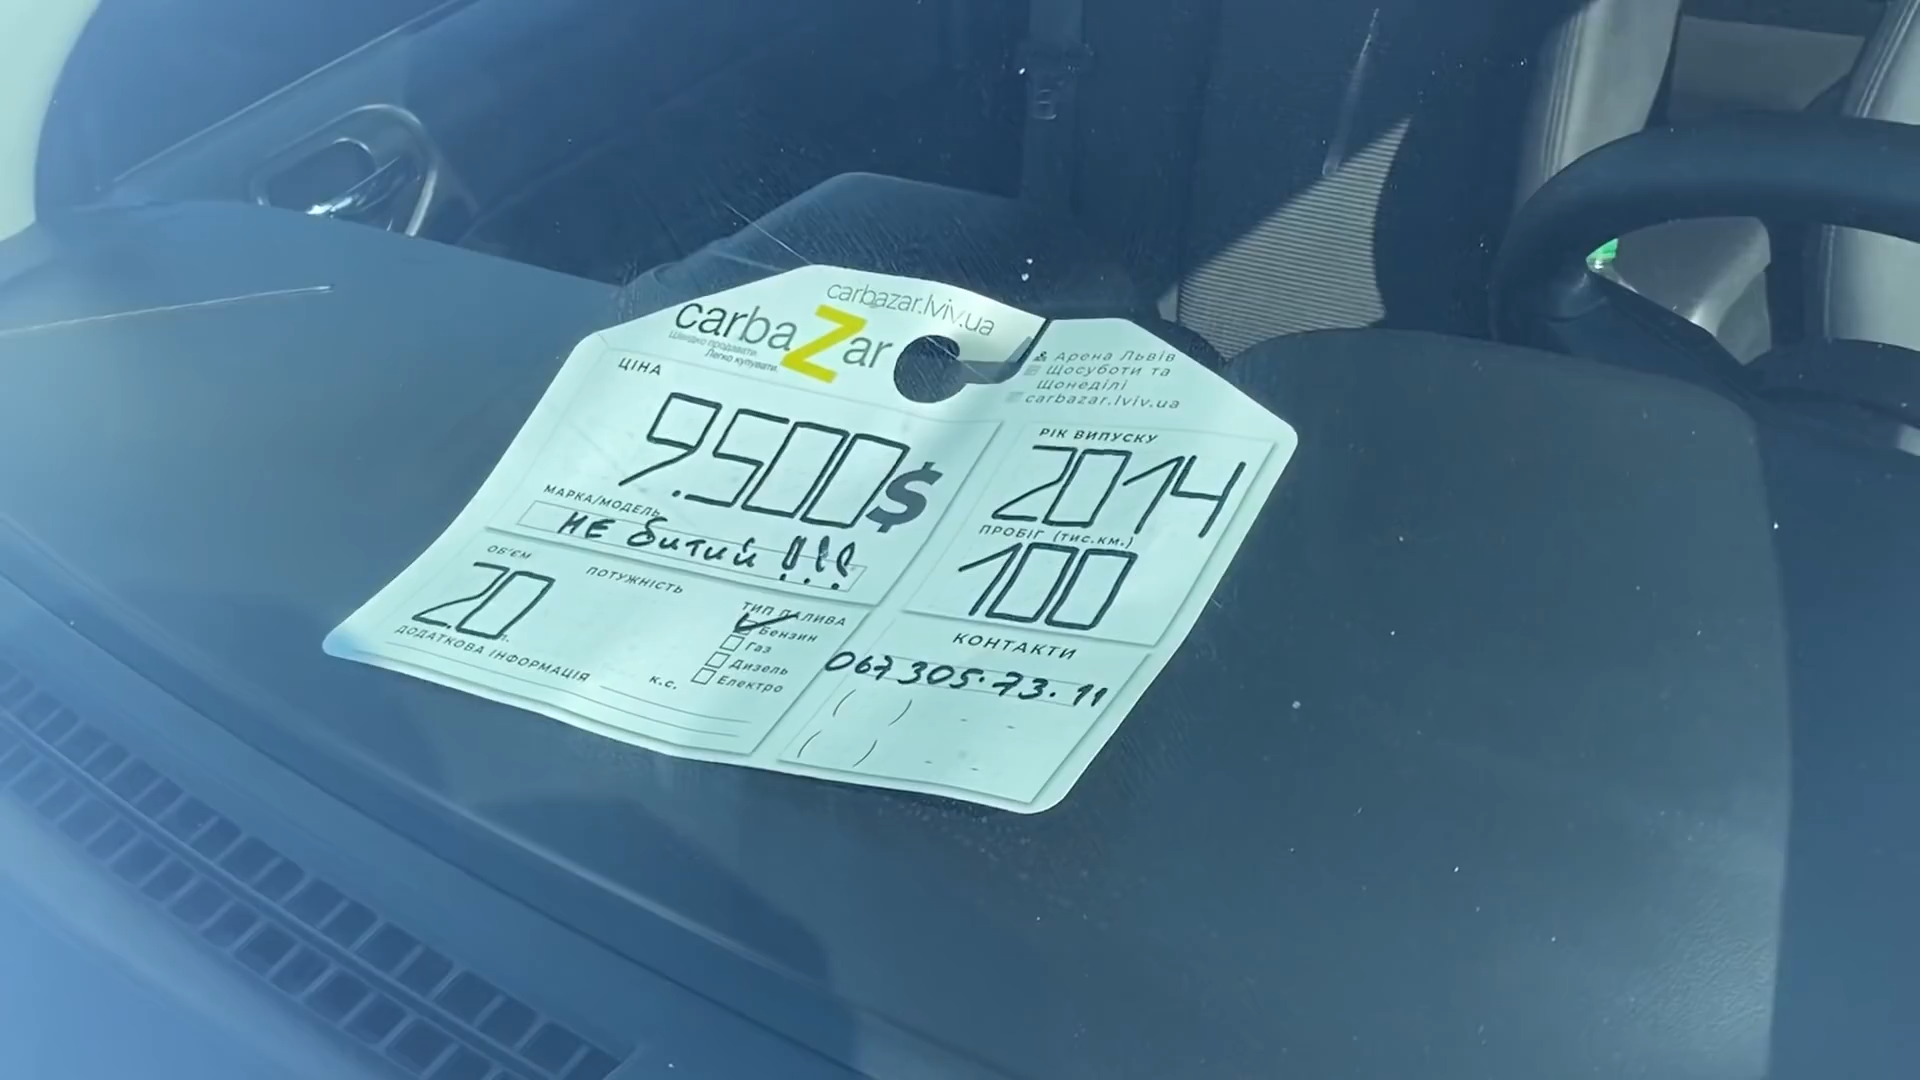 carbazar.lviv.ua
carbaZar
Швидко продавати.
Легко купувати.
Арена Львів
Щосуботи та
Щонеділі
carbazar.lviv.ua
ЦІНА
9.500$
МАРКА/МОДЕЛЬ
НЕ битий !!!
ОБ'ЄМ
2.0 л.
ПОТУЖНІСТЬ
к.с.
ТИП ПАЛИВА
Бензин
Газ
Дизель
Електро
ДОДАТКОВА ІНФОРМАЦІЯ
РІК ВИПУСКУ
2014
ПРОБІГ (ТИС.КМ.)
100
КОНТАКТИ
067 305.73.11
( ) - -
( ) - -